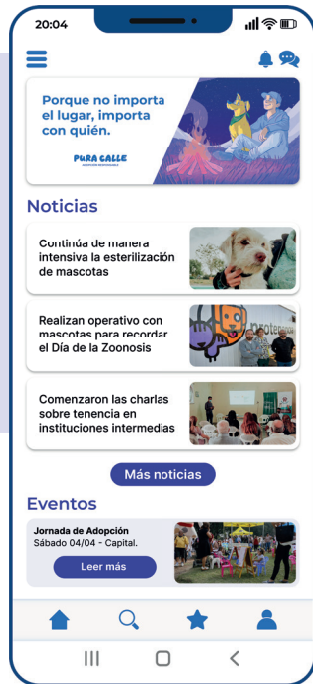 20:04
Porque no importa
el lugar, importa
con quién.
PURA CALLE
Noticias
Continúa de manera
intensiva la esterilización
de mascotas
Realizan operativo con
mascotas para recordar
el Día de la Zoonosis
Comenzaron las charlas
sobre tenencia en
instituciones intermedias
Más noticias
Eventos
Jornada de Adopción
Sábado 04/04 - Capital.
Leer más